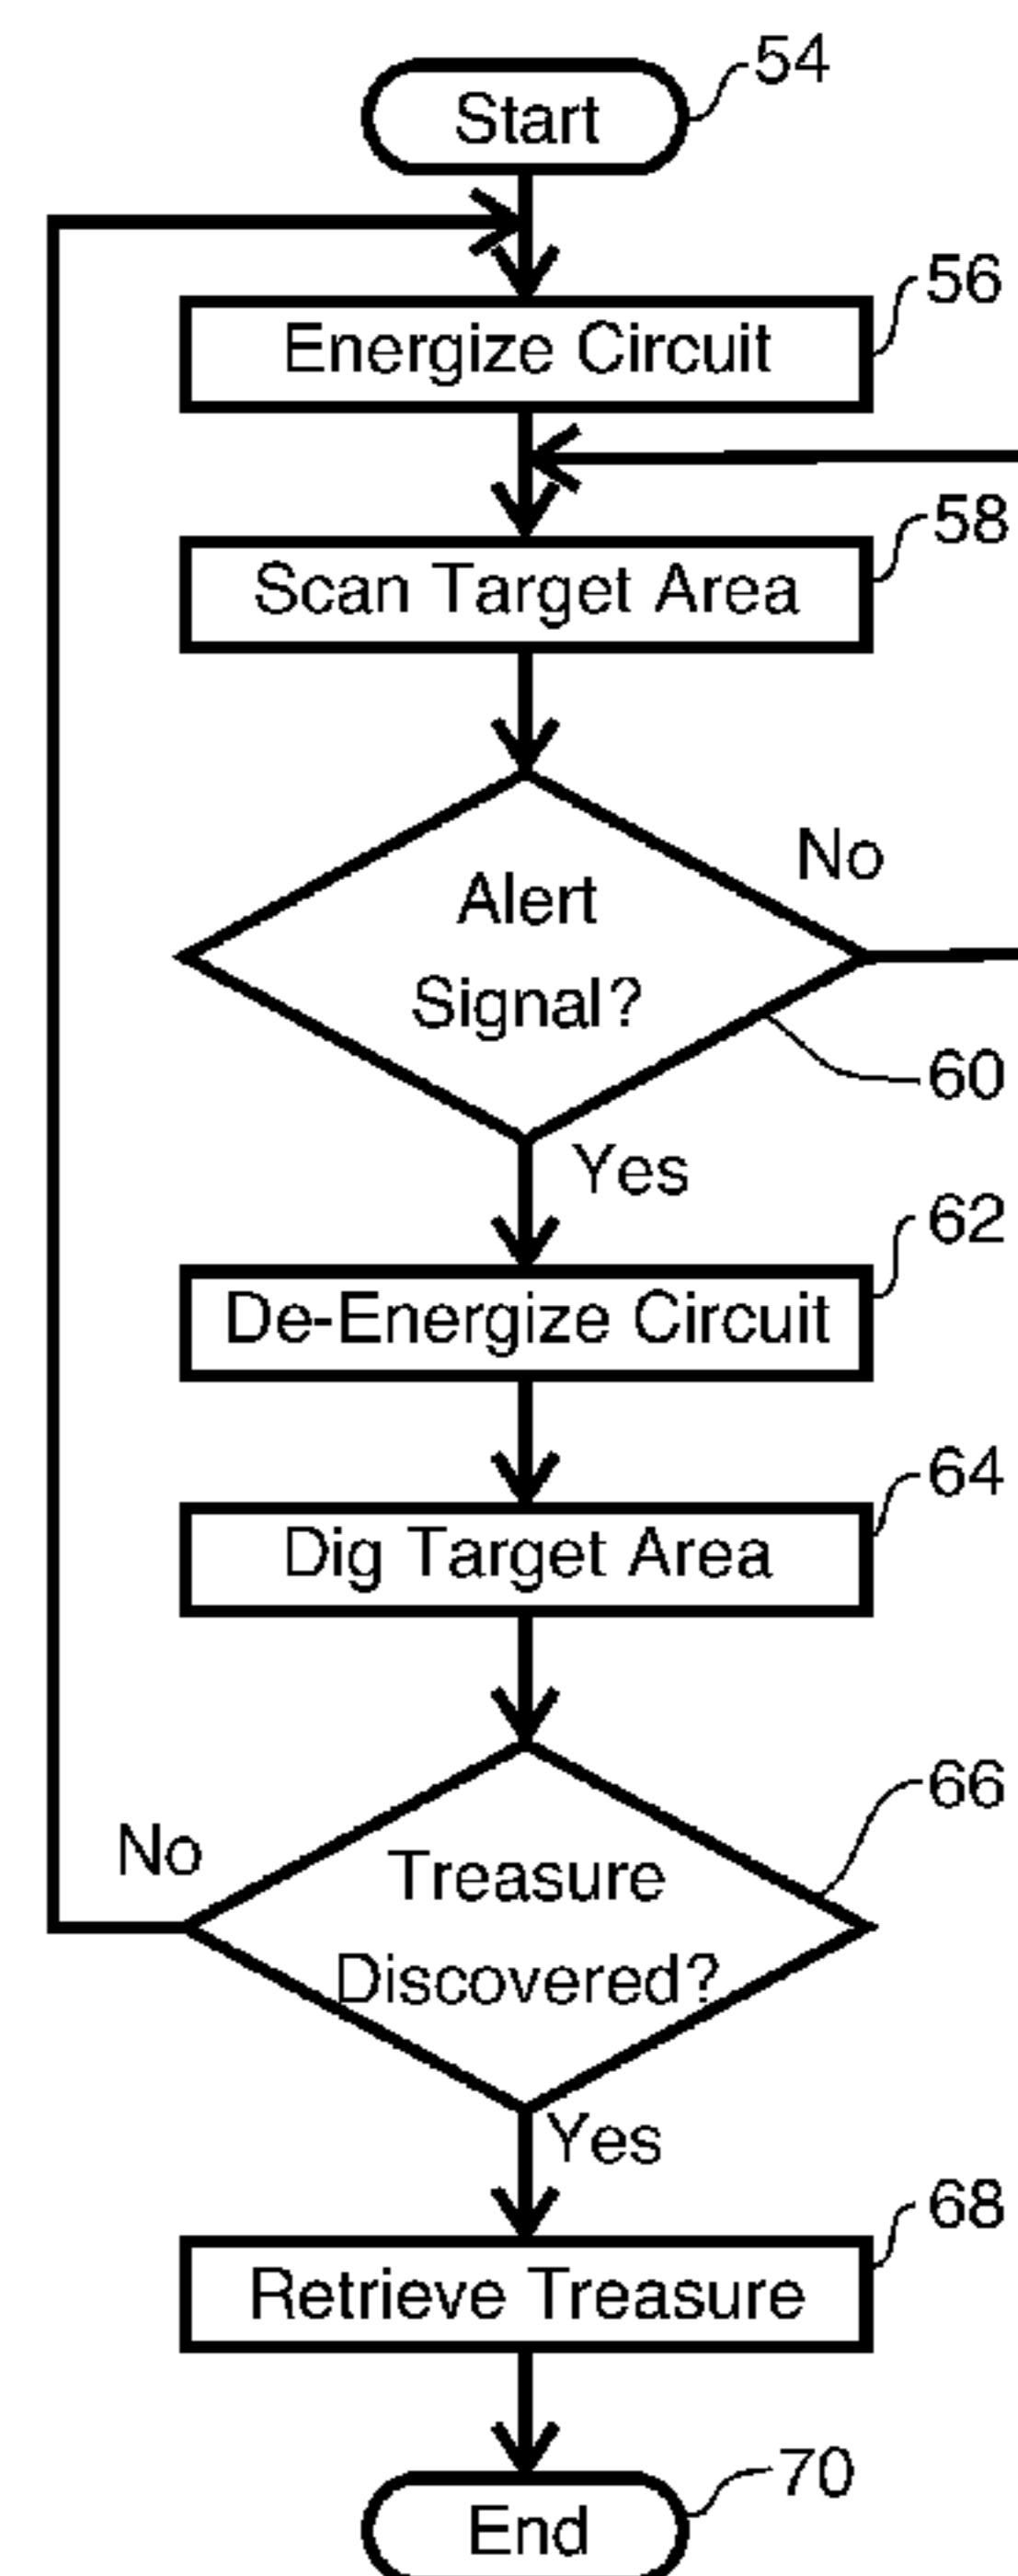 54
Start
56
Energize Circuit
58
Scan Target Area
No
Alert
Signal?
60
Yes
62
De-Energize Circuit
64
Dig Target Area
66
No
Treasure
Discovered?
Yes
68
Retrieve Treasure
70
End